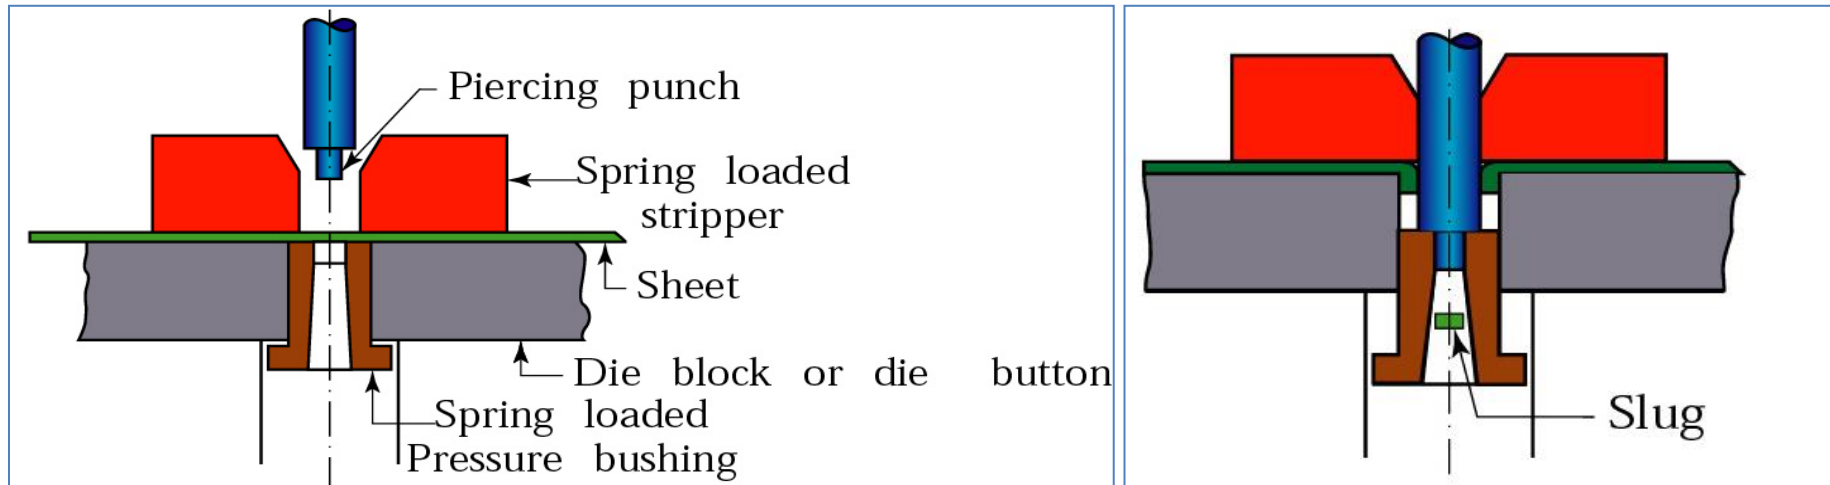 Piercing punch
Spring loaded
stripper
Sheet
Die block or die button
Spring loaded
Pressure bushing
Slug